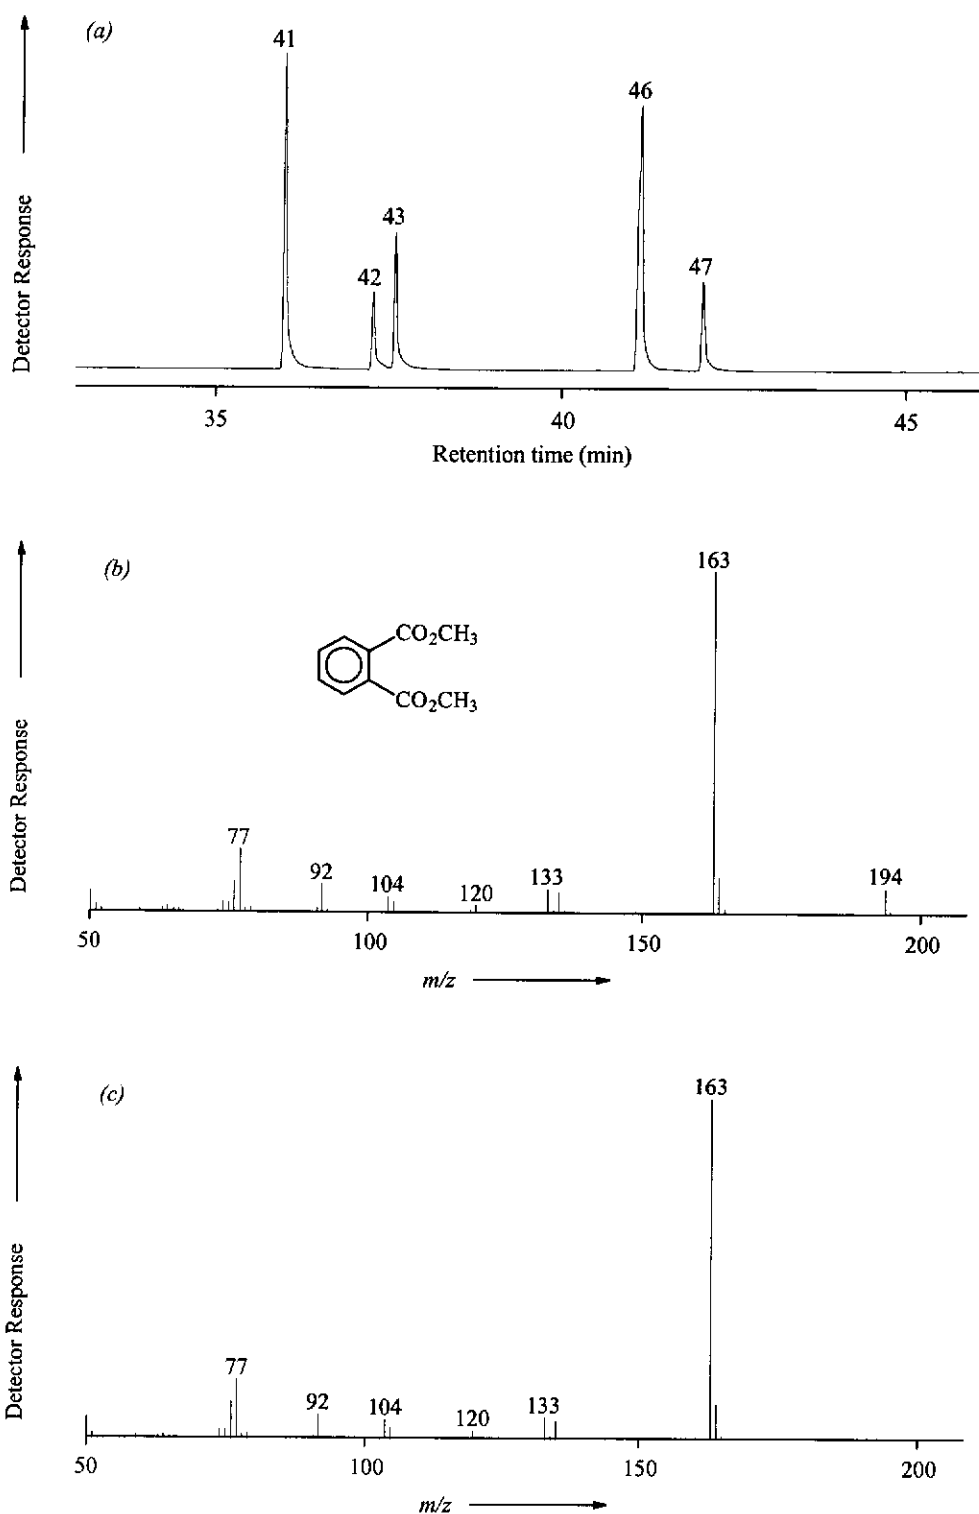 (a)
41
46
43
42
47
Detector Response
35 40 45
Retention time (min)
(b)
163
CO₂CH₃
CO₂CH₃
Detector Response
77
92
104
120
133
194
50 100 150 200
m/z
(c)
163
Detector Response
77
92
104
120
133
50 100 150 200
m/z